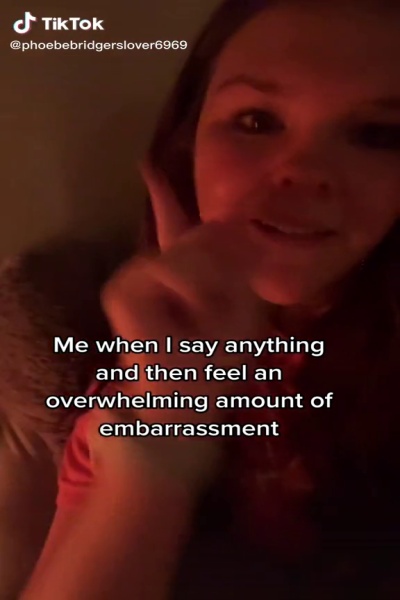 TikTok
@phoebebridgerslover6969
Me when I say anything
and then feel an
overwhelming amount of
embarrassment